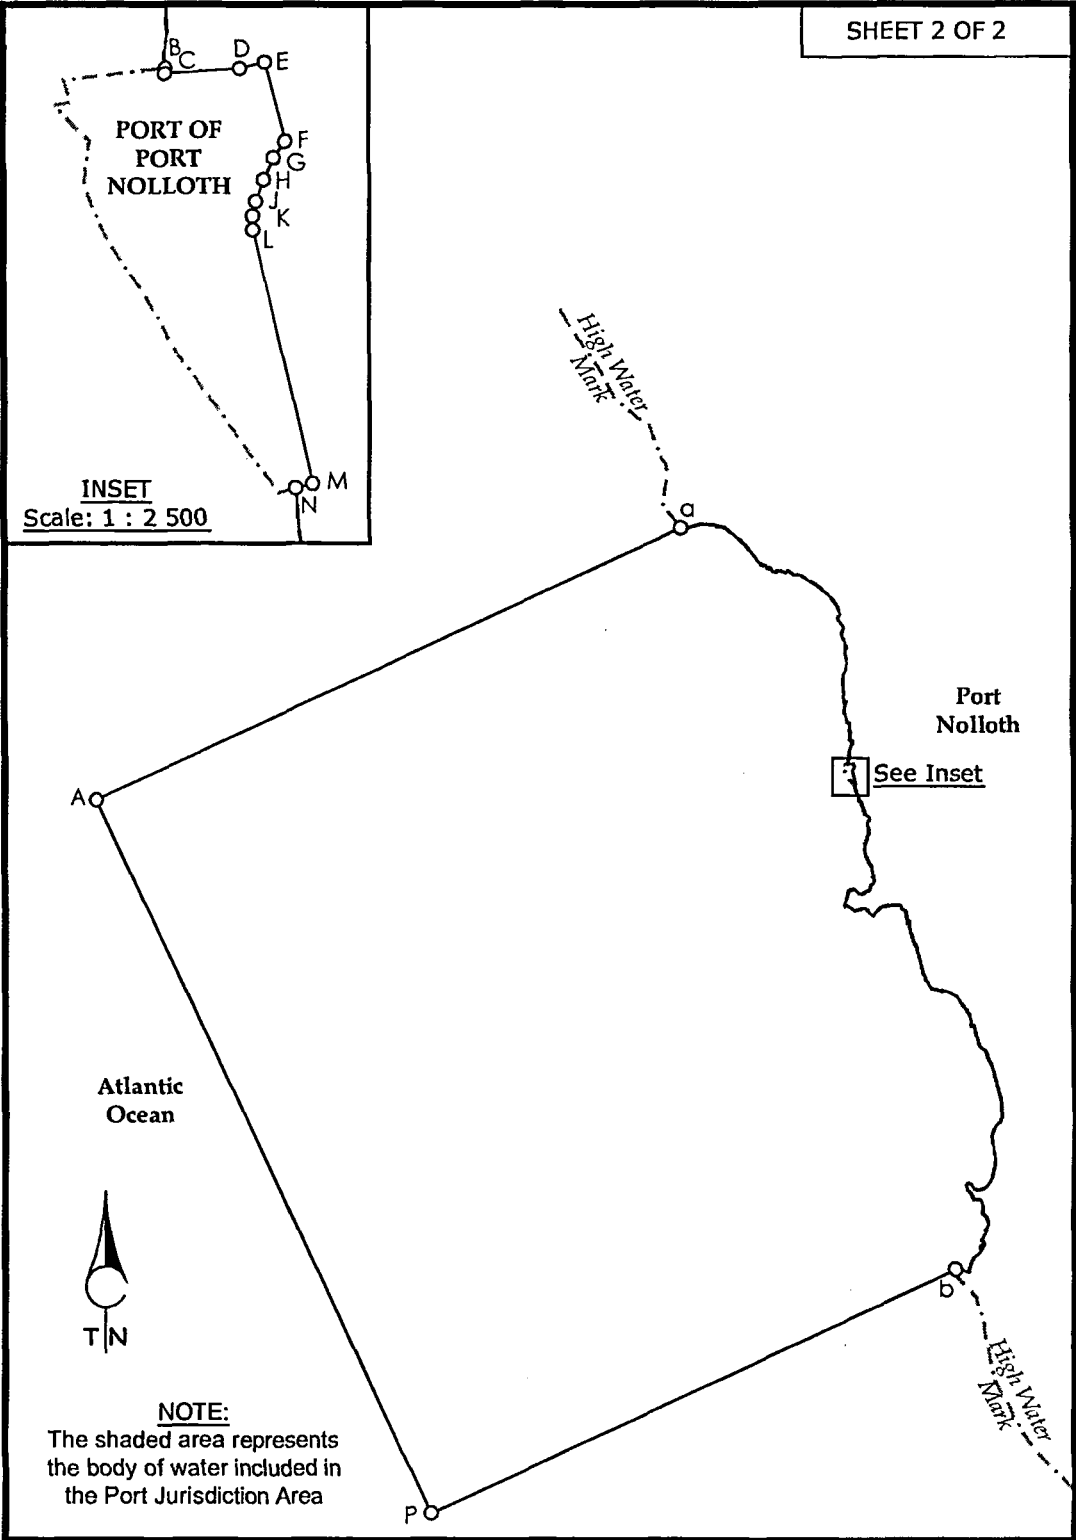 SHEET 2 OF 2
B
C
D
E
PORT OF
PORT
NOLLOTH
F
G
H
J
K
L
M
N
INSET
Scale: 1 : 2 500
High Water
Mark
a
Port
Nolloth
See Inset
A
Atlantic
Ocean
T N
b
High Water
Mark
NOTE:
The shaded area represents
the body of water included in
the Port Jurisdiction Area
P